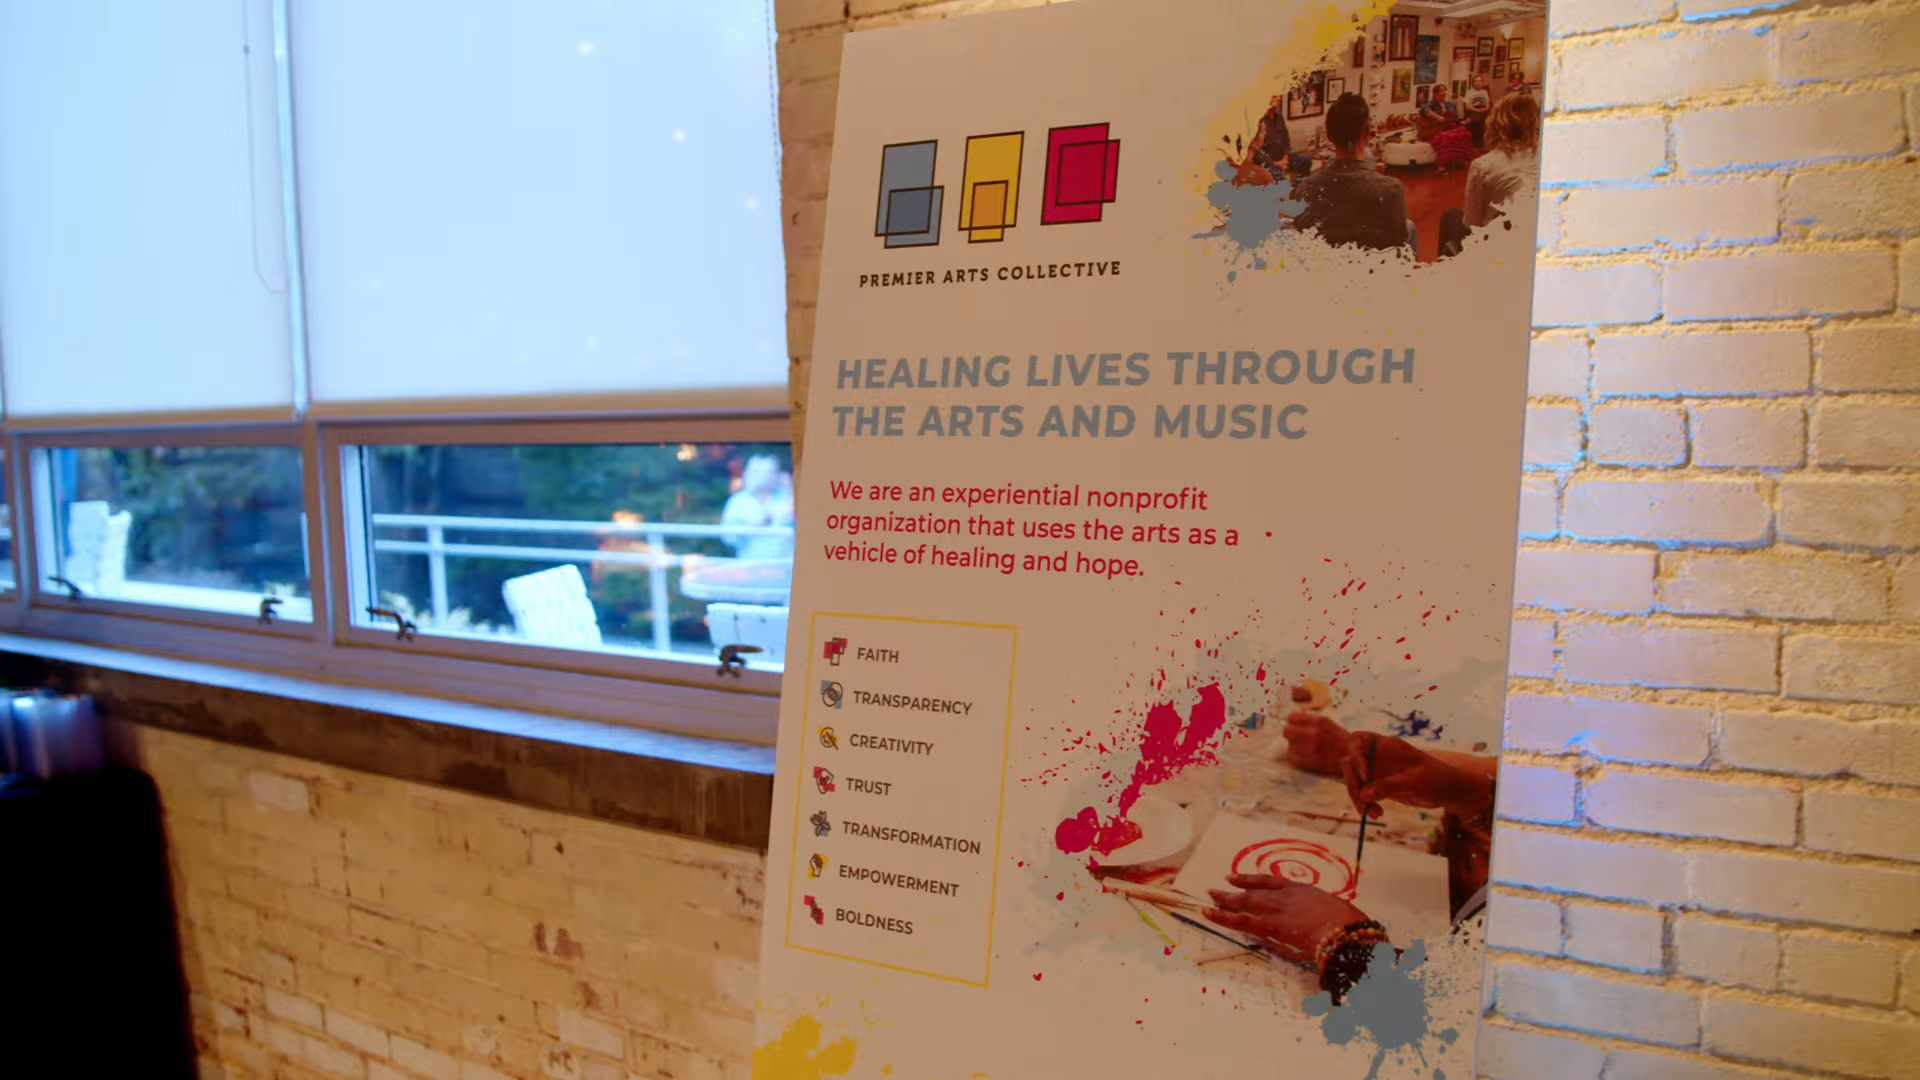 PREMIER ARTS COLLECTIVE
HEALING LIVES THROUGH
THE ARTS AND MUSIC
We are an experiential nonprofit
organization that uses the arts as a
vehicle of healing and hope.
FAITH
TRANSPARENCY
CREATIVITY
TRUST
TRANSFORMATION
EMPOWERMENT
BOLDNESS